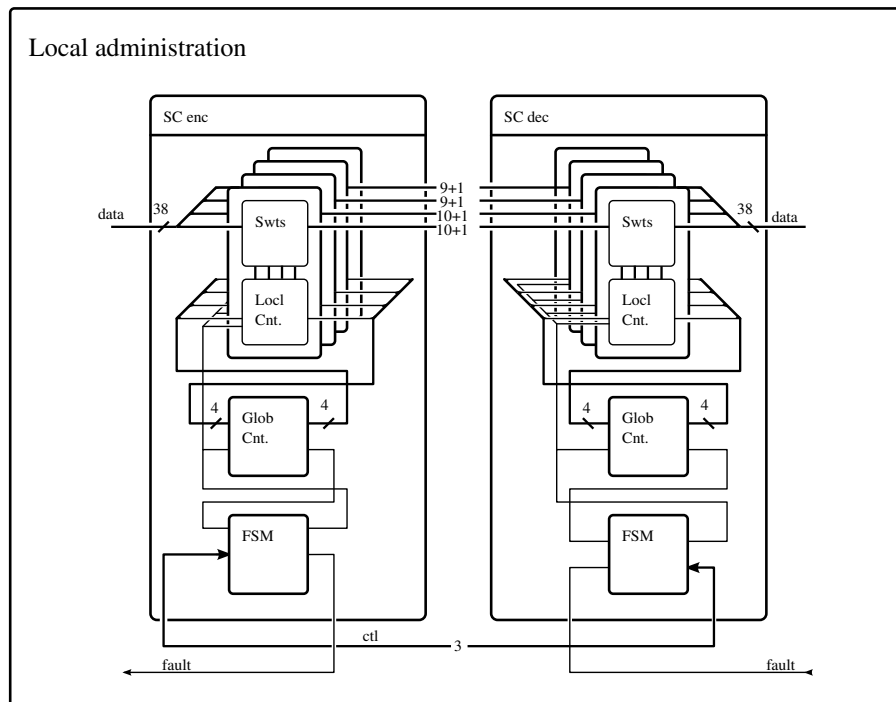 Local administration
SC enc
SC dec
9+1
9+1
10+1
10+1
data
38
Swts
Locl
Cnt.
Swts
Locl
Cnt.
38
data
4
Glob
Cnt.
4
4
Glob
Cnt.
4
FSM
FSM
ctl
3
fault
fault